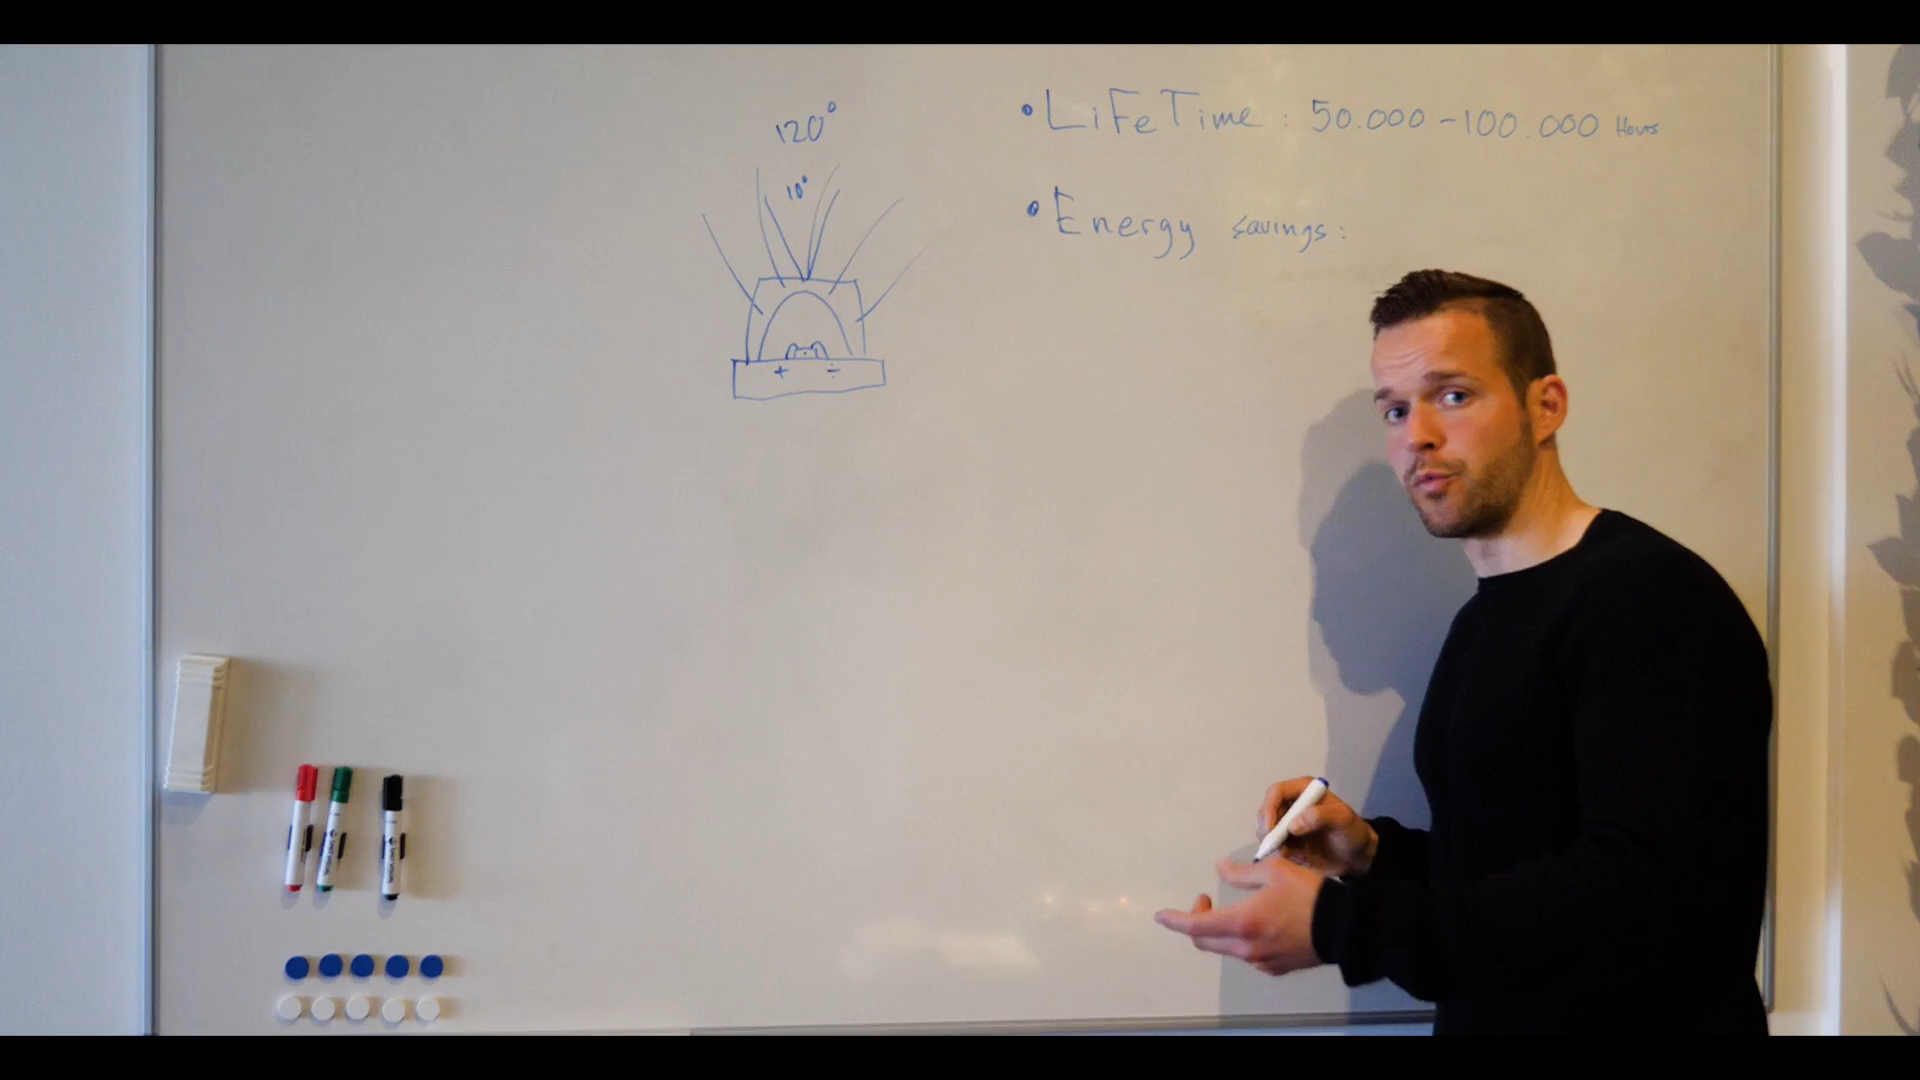 120°
10°
+ ÷
• LiFeTime : 50.000 - 100.000 Hours
• Energy savings :